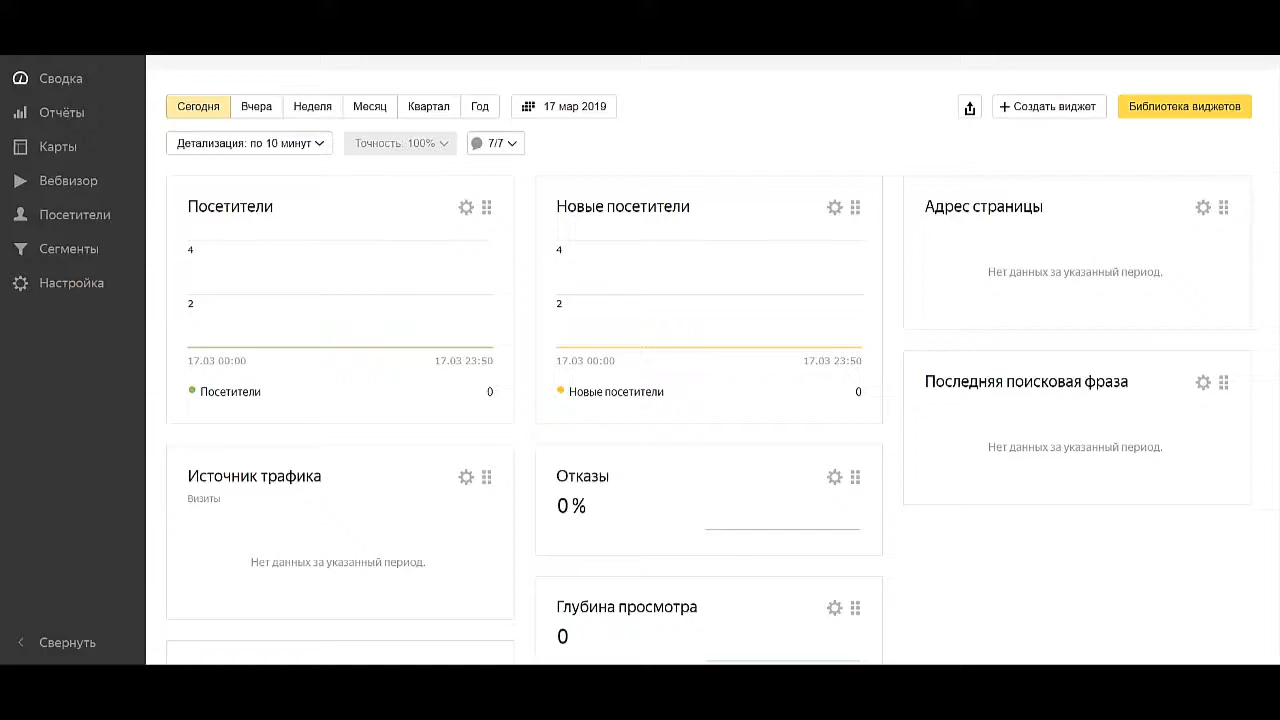 Сводка
Отчёты
Карты
Вебвизор
Посетители
Сегменты
Настройка
Свернуть
Сегодня Вчера Неделя Месяц Квартал Год 17 мар 2019 + Создать виджет Библиотека виджетов
Детализация: по 10 минут Точность: 100% 7/7
Посетители
4
2
17.03 00:00 17.03 23:50
Посетители 0
Новые посетители
4
2
17.03 00:00 17.03 23:50
Новые посетители 0
Адрес страницы
Нет данных за указанный период.
Последняя поисковая фраза
Нет данных за указанный период.
Источник трафика
Визиты
Нет данных за указанный период.
Отказы
0 %
Глубина просмотра
0